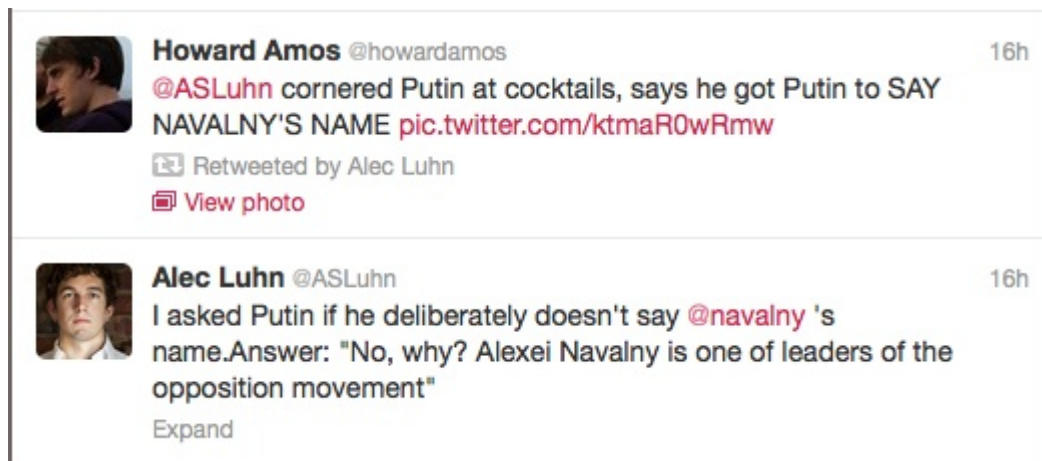 Howard Amos @howardamos 16h
@ASLuhn cornered Putin at cocktails, says he got Putin to SAY
NAVALNY'S NAME pic.twitter.com/ktmaR0wRmw
Retweeted by Alec Luhn
View photo
Alec Luhn @ASLuhn 16h
I asked Putin if he deliberately doesn't say @navalny 's
name.Answer: "No, why? Alexei Navalny is one of leaders of the
opposition movement"
Expand